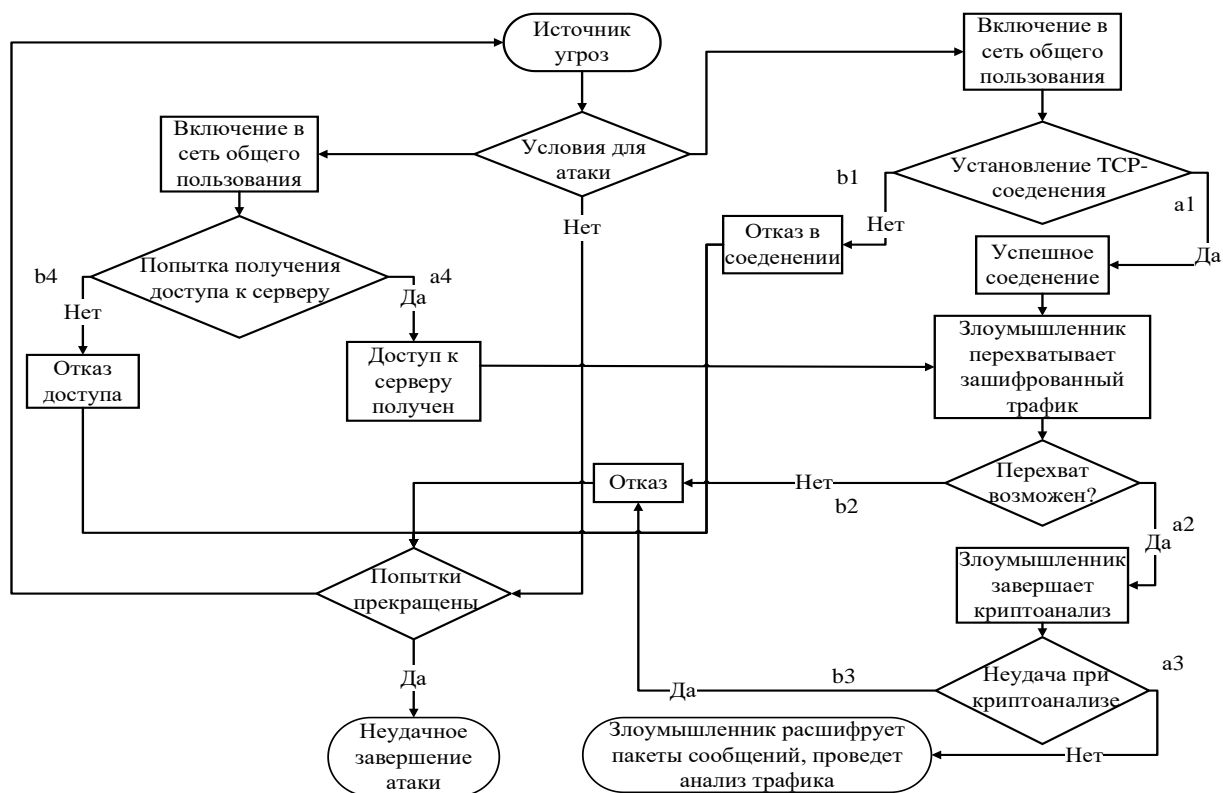 Источник
угроз
Включение в
сеть общего
пользования
Включение в
сеть общего
пользования
Условия для
атаки
Установление TCP-
соеденения
b1
a1
Нет
Нет
Да
Отказ в
соеденении
Успешное
соеденение
b4
Попытка получения
доступа к серверу
a4
Нет
Да
Отказ
доступа
Доступ к
серверу
получен
Злоумышленник
перехватывает
зашифрованный
трафик
Отказ
Нет
b2
Перехват
возможен?
a2
Да
Попытки
прекращены
Злоумышленник
завершает
криптоанализ
Да
Да
b3
Неудача при
криптоанализе
a3
Нет
Неудачное
завершение
атаки
Злоумышленник расшифрует
пакеты сообщений, проведет
анализ трафика